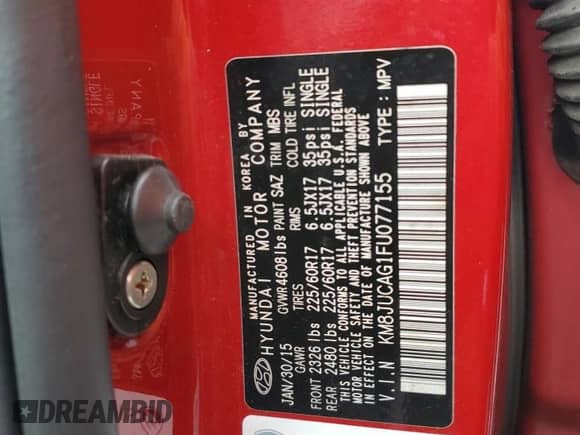 MANUFACTURED IN KOREA BY
HYUNDAI MOTOR COMPANY
JAN/30/15 GVWR4608lbs PAINT SAZ TRIM MBS
GAWR TIRES RIMS COLD TIRE INFL
FRONT 2326 lbs 225/60R17 6.5JX17 35psi SINGLE
REAR 2480 lbs 225/60R17 6.5JX17 35psi SINGLE
THIS VEHICLE CONFORMS TO ALL APPLICABLE U.S.A. FEDERAL
MOTOR VEHICLE SAFETY AND THEFT PREVENTION STANDARDS
IN EFFECT ON THE DATE OF MANUFACTURE SHOWN ABOVE
V.I.N : KM8JUCAG1FU077155 TYPE : MPV
DREAMBID